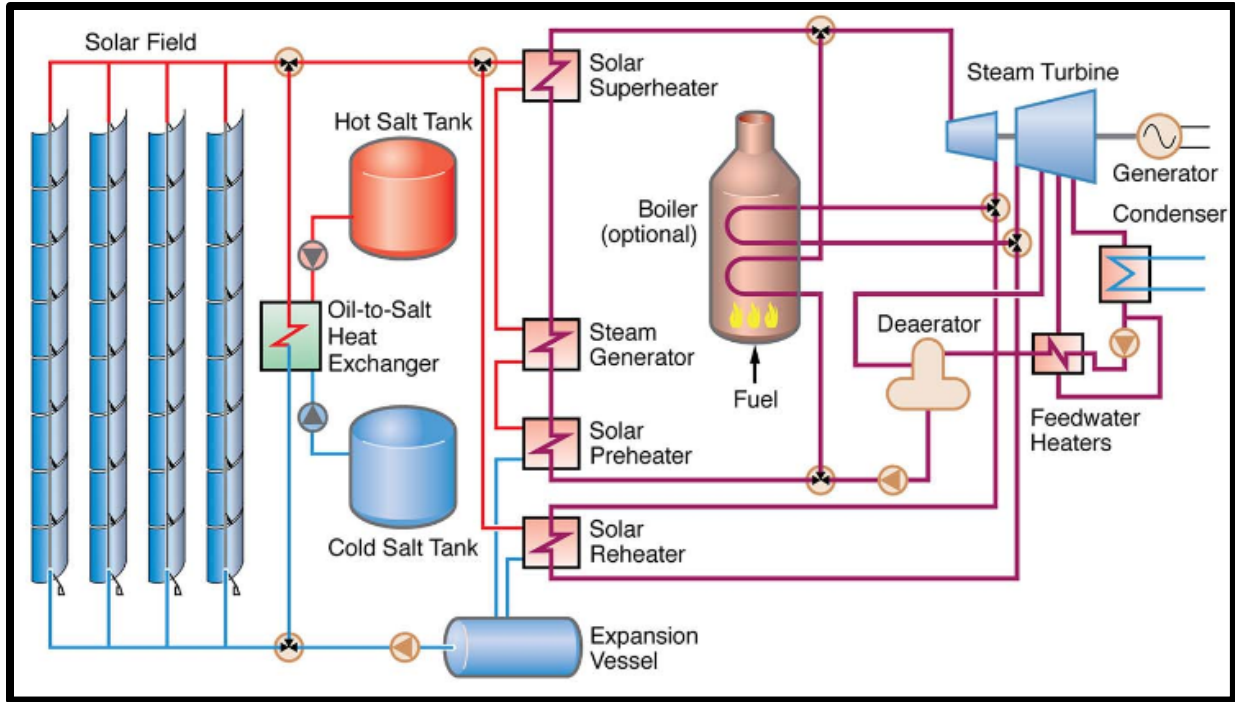 Solar Field
Hot Salt Tank
Oil-to-Salt
Heat
Exchanger
Cold Salt Tank
Solar
Superheater
Steam
Generator
Solar
Preheater
Solar
Reheater
Expansion
Vessel
Boiler
(optional)
Fuel
Steam Turbine
Generator
Condenser
Deaerator
Feedwater
Heaters